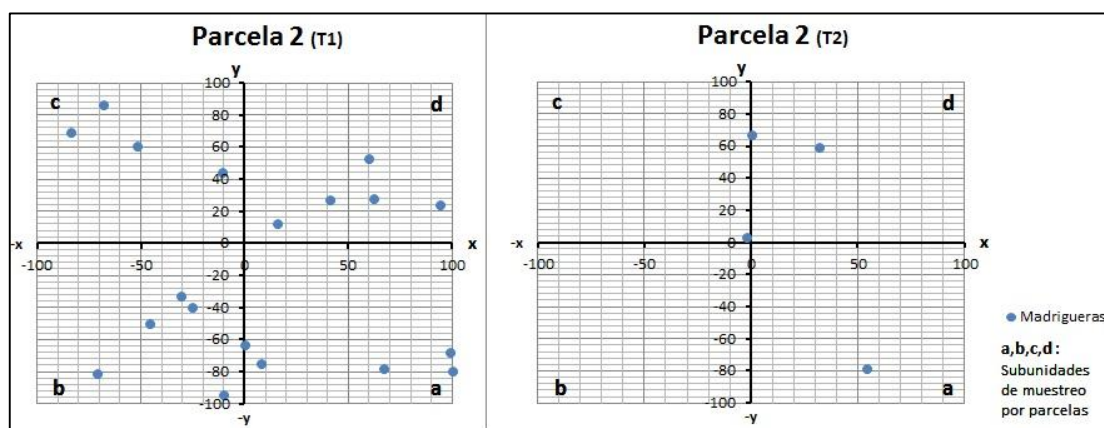 Parcela 2 (T1)
y
100
c
d
80
60
40
20
-x
0
x
-100
-50
0
50
100
-20
-40
-60
-80
b
a
-100
-y
Parcela 2 (T2)
y
100
c
d
80
60
40
20
-x
0
x
-100
-50
0
50
100
-20
-40
-60
-80
b
a
-100
-y
Madrigueras
a,b,c,d :
Subunidades
de muestreo
por parcelas